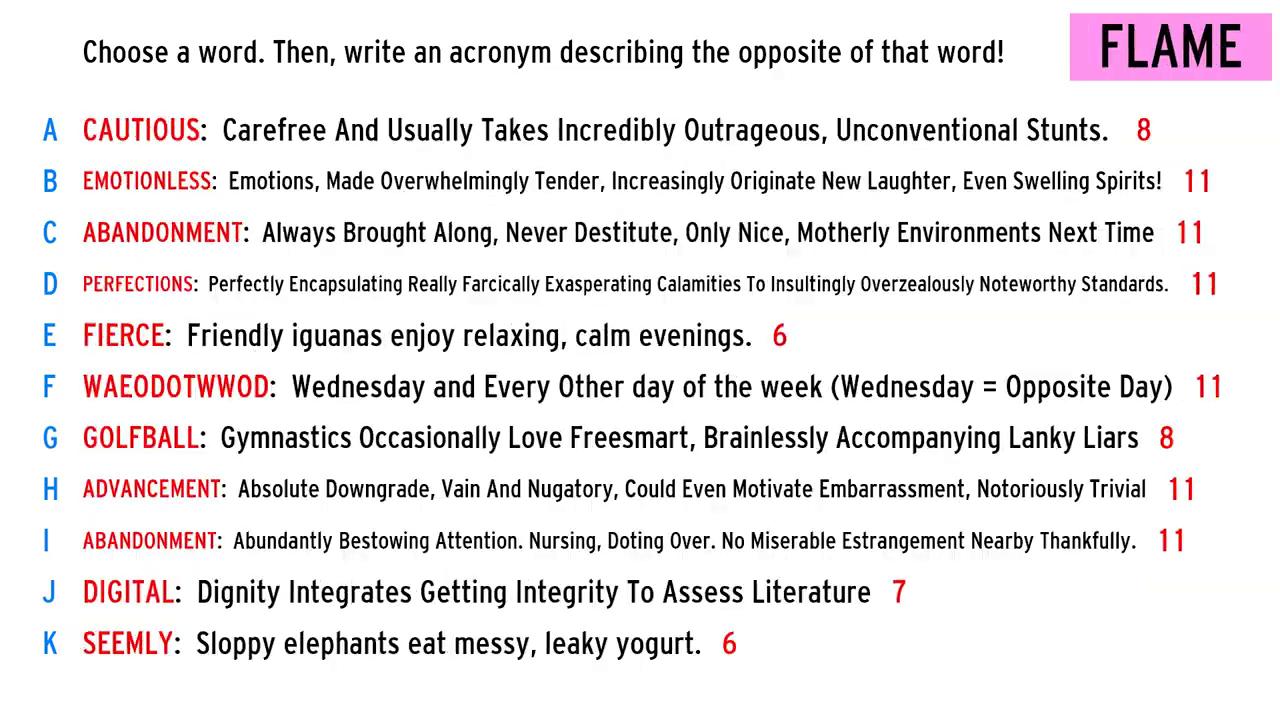 Choose a word. Then, write an acronym describing the opposite of that word!
FLAME
A CAUTIOUS: Carefree And Usually Takes Incredibly Outrageous, Unconventional Stunts. 8
B EMOTIONLESS: Emotions, Made Overwhelmingly Tender, Increasingly Originate New Laughter, Even Swelling Spirits! 11
C ABANDONMENT: Always Brought Along, Never Destitute, Only Nice, Motherly Environments Next Time 11
D PERFECTIONS: Perfectly Encapsulating Really Farcically Exasperating Calamities To Insultingly Overzealously Noteworthy Standards. 11
E FIERCE: Friendly iguanas enjoy relaxing, calm evenings. 6
F WAEODOTWWOD: Wednesday and Every Other day of the week (Wednesday = Opposite Day) 11
G GOLFBALL: Gymnastics Occasionally Love Freesmart, Brainlessly Accompanying Lanky Liars 8
H ADVANCEMENT: Absolute Downgrade, Vain And Nugatory, Could Even Motivate Embarrassment, Notoriously Trivial 11
I ABANDONMENT: Abundantly Bestowing Attention. Nursing, Doting Over. No Miserable Estrangement Nearby Thankfully. 11
J DIGITAL: Dignity Integrates Getting Integrity To Assess Literature 7
K SEEMLY: Sloppy elephants eat messy, leaky yogurt. 6